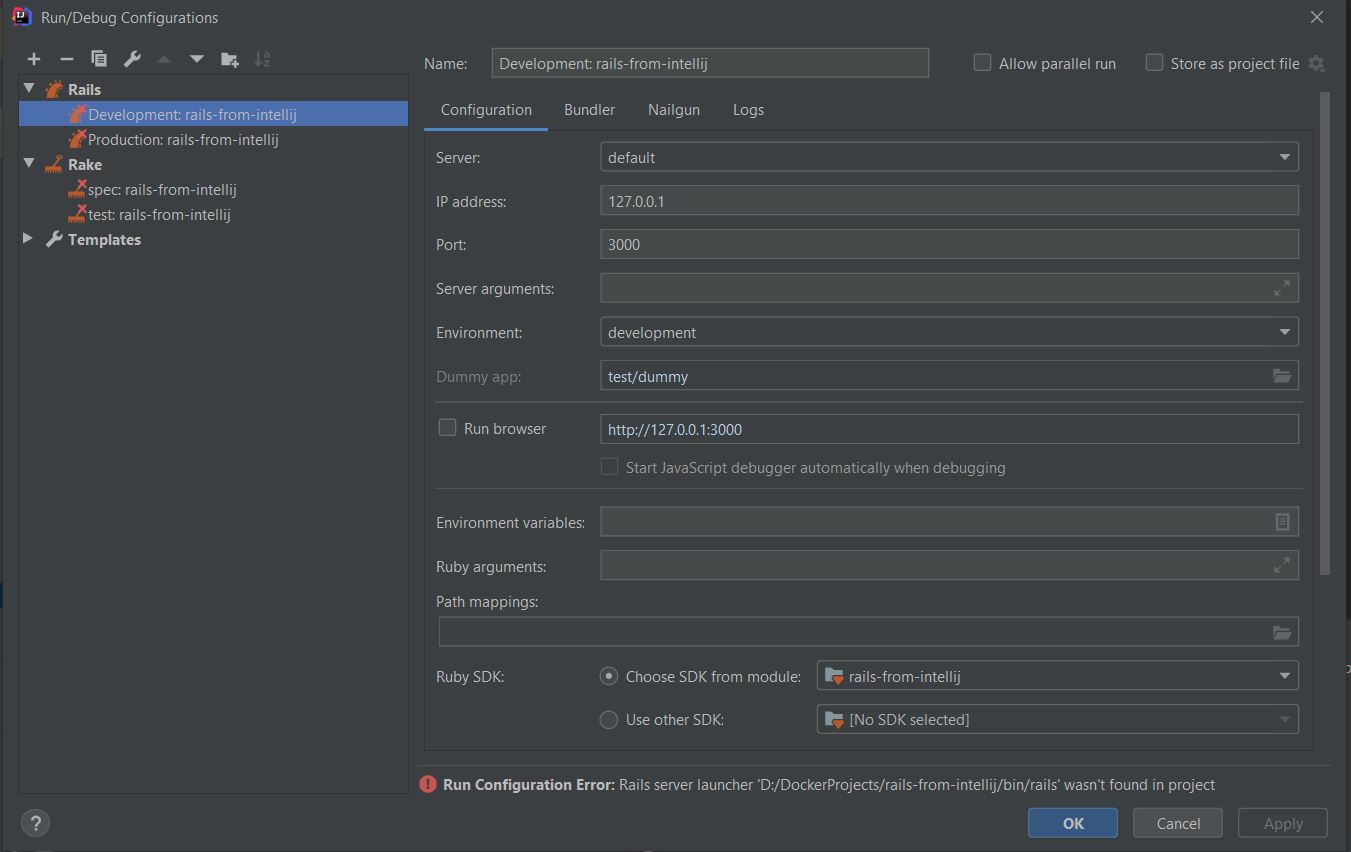 Run/Debug Configurations
Rails
Development: rails-from-intellij
Production: rails-from-intellij
Rake
spec: rails-from-intellij
test: rails-from-intellij
Templates
Name: Development: rails-from-intellij Allow parallel run Store as project file
Configuration Bundler Nailgun Logs
Server: default
IP address: 127.0.0.1
Port: 3000
Server arguments:
Environment: development
Dummy app: test/dummy
Run browser http://127.0.0.1:3000
Start JavaScript debugger automatically when debugging
Environment variables:
Ruby arguments:
Path mappings:
Ruby SDK: Choose SDK from module: rails-from-intellij
Use other SDK: [No SDK selected]
Run Configuration Error: Rails server launcher 'D:/DockerProjects/rails-from-intellij/bin/rails' wasn't found in project
? OK Cancel Apply